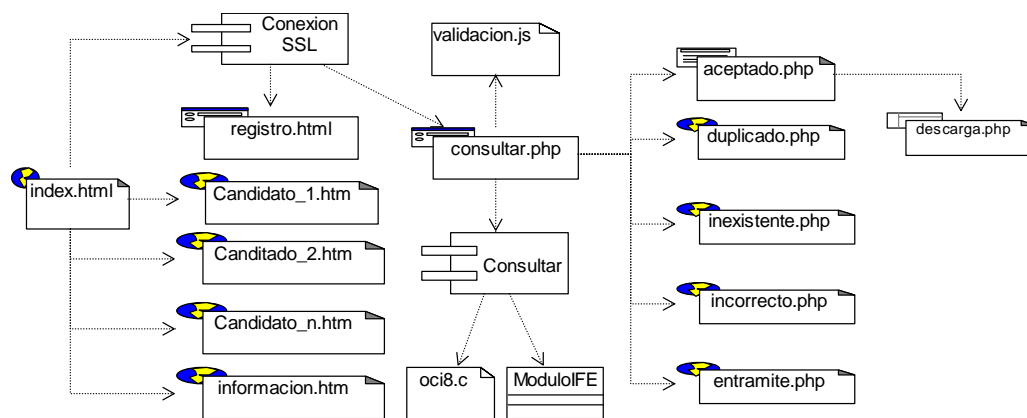 Conexion
SSL
validacion.js
aceptado.php
registro.html
consultar.php
duplicado.php
descarga.php
index.html
Candidato_1.htm
inexistente.php
Canditado_2.htm
Consultar
Candidato_n.htm
incorrecto.php
informacion.htm
oci8.c
ModuloIFE
entramite.php